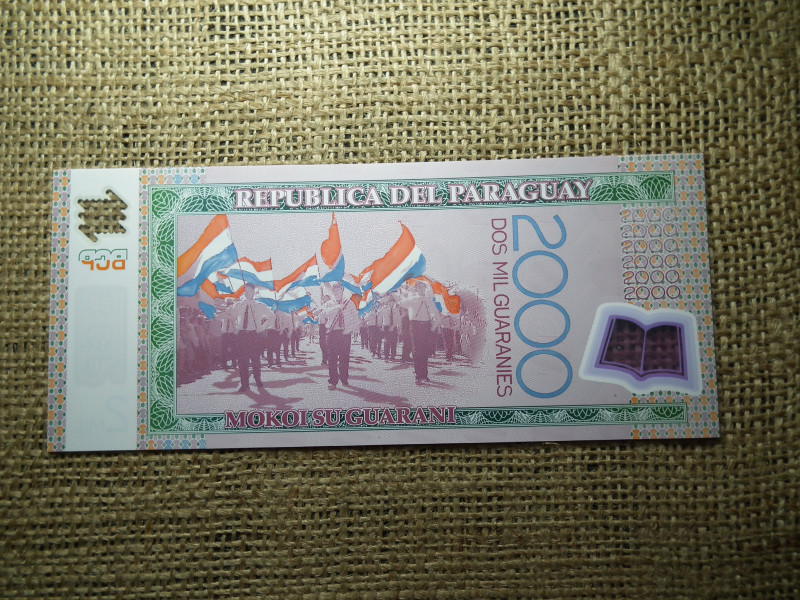 REPUBLICA DEL PARAGUAY
BCP
2000
DOS MIL GUARANIES
MOKOI SU GUARANI